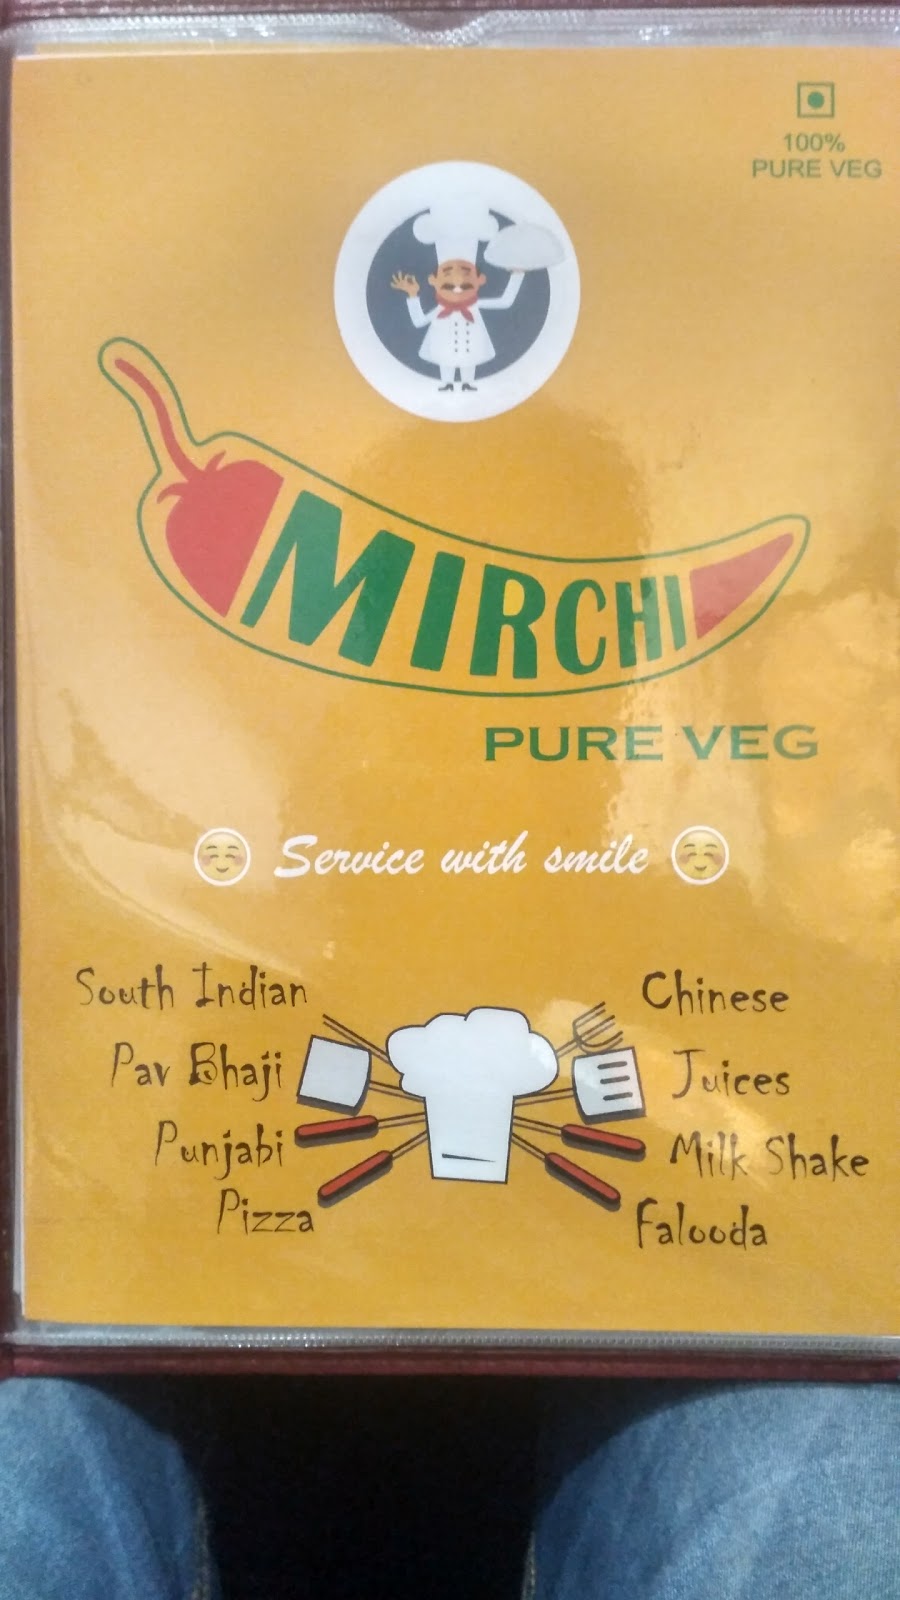 100%
PURE VEG
MIRCHI
PURE VEG
Service with smile
South Indian
Pav Bhaji
Punjabi
Pizza
Chinese
Juices
Milk Shake
Falooda